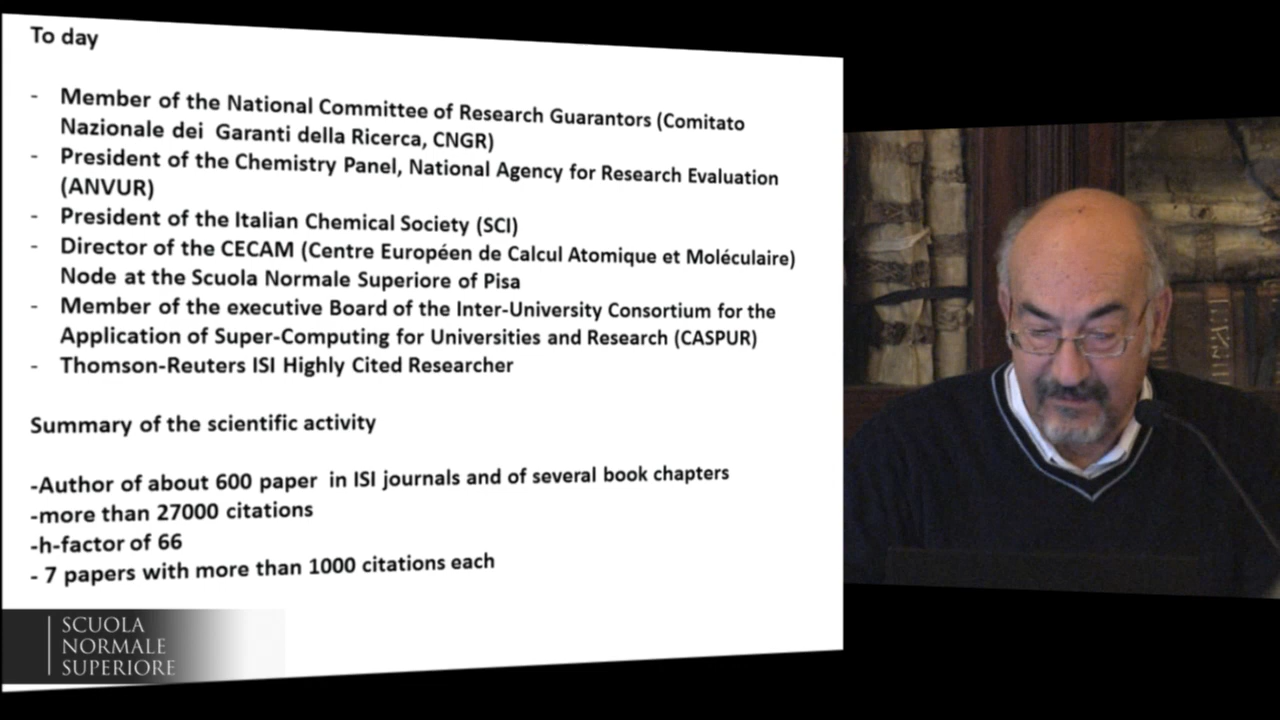 To day
- Member of the National Committee of Research Guarantors (Comitato
Nazionale dei Garanti della Ricerca, CNGR)
- President of the Chemistry Panel, National Agency for Research Evaluation
(ANVUR)
- President of the Italian Chemical Society (SCI)
- Director of the CECAM (Centre Européen de Calcul Atomique et Moléculaire)
Node at the Scuola Normale Superiore of Pisa
- Member of the executive Board of the Inter-University Consortium for the
Application of Super-Computing for Universities and Research (CASPUR)
- Thomson-Reuters ISI Highly Cited Researcher
Summary of the scientific activity
-Author of about 600 paper in ISI journals and of several book chapters
-more than 27000 citations
-h-factor of 66
- 7 papers with more than 1000 citations each
SCUOLA
NORMALE
SUPERIORE